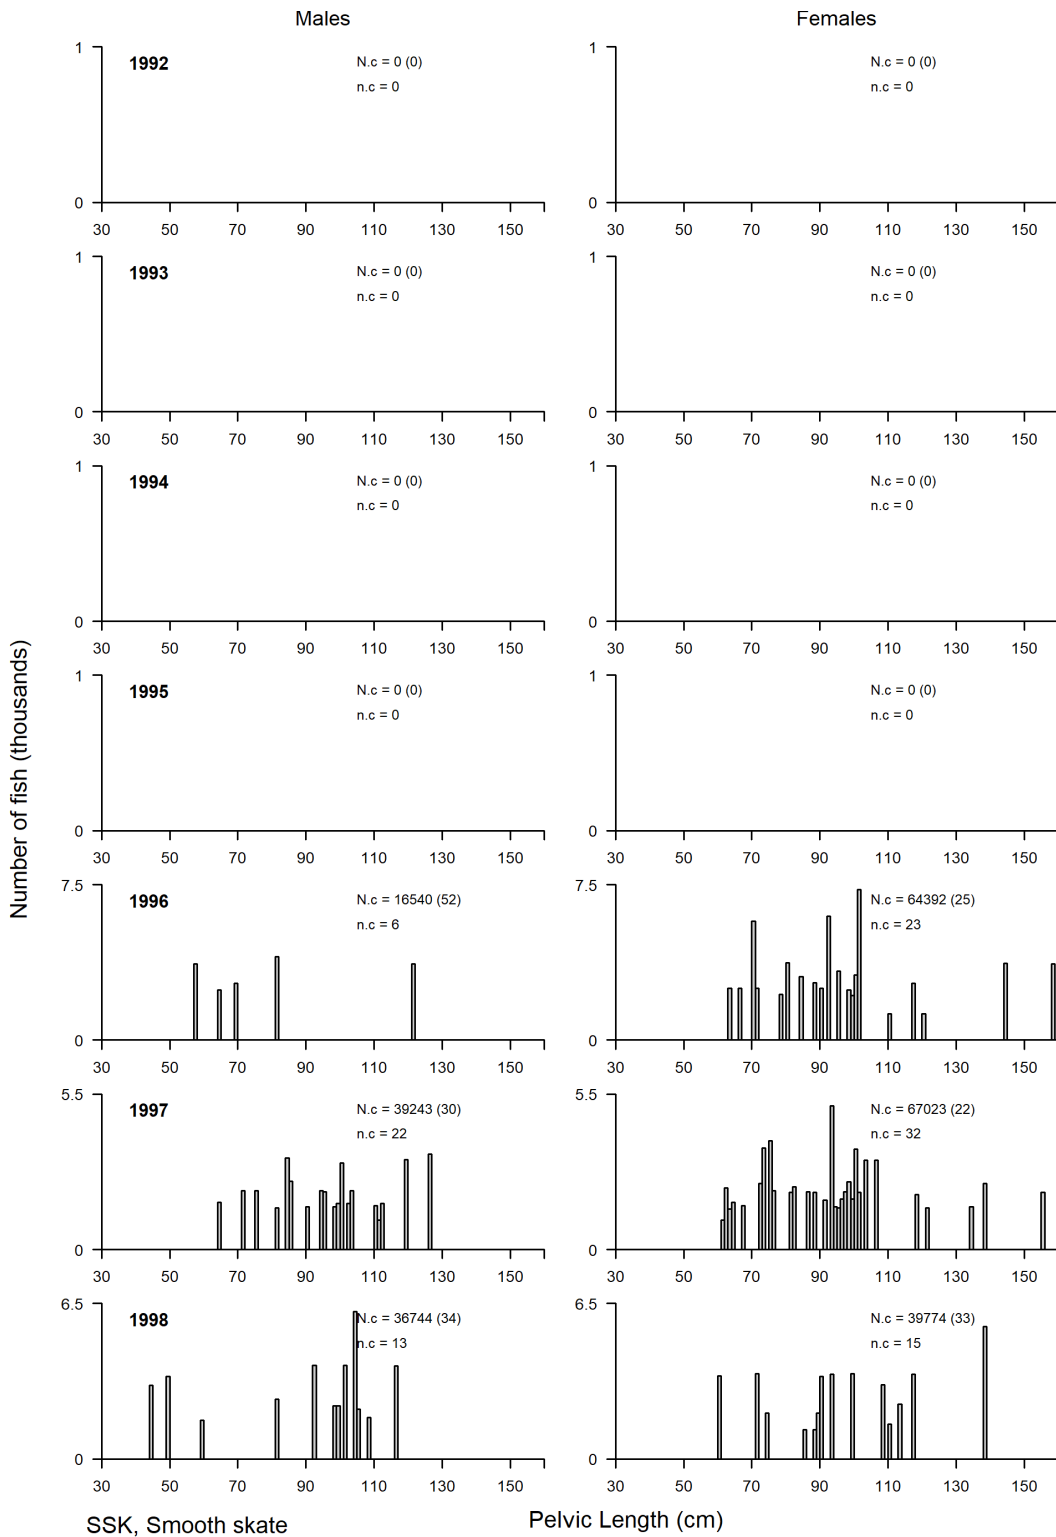 Males Females
1992
N.c = 0 (0)
n.c = 0
1
0
30 50 70 90 110 130 150
N.c = 0 (0)
n.c = 0
1
0
30 50 70 90 110 130 150
1993
N.c = 0 (0)
n.c = 0
1
0
30 50 70 90 110 130 150
N.c = 0 (0)
n.c = 0
1
0
30 50 70 90 110 130 150
1994
N.c = 0 (0)
n.c = 0
1
0
30 50 70 90 110 130 150
N.c = 0 (0)
n.c = 0
1
0
30 50 70 90 110 130 150
1995
N.c = 0 (0)
n.c = 0
1
0
30 50 70 90 110 130 150
N.c = 0 (0)
n.c = 0
1
0
30 50 70 90 110 130 150
1996
N.c = 16540 (52)
n.c = 6
7.5
0
30 50 70 90 110 130 150
N.c = 64392 (25)
n.c = 23
7.5
0
30 50 70 90 110 130 150
1997
N.c = 39243 (30)
n.c = 22
5.5
0
30 50 70 90 110 130 150
N.c = 67023 (22)
n.c = 32
5.5
0
30 50 70 90 110 130 150
1998
N.c = 36744 (34)
n.c = 13
6.5
0
30 50 70 90 110 130 150
N.c = 39774 (33)
n.c = 15
6.5
0
30 50 70 90 110 130 150
Number of fish (thousands)
Pelvic Length (cm)
SSK, Smooth skate